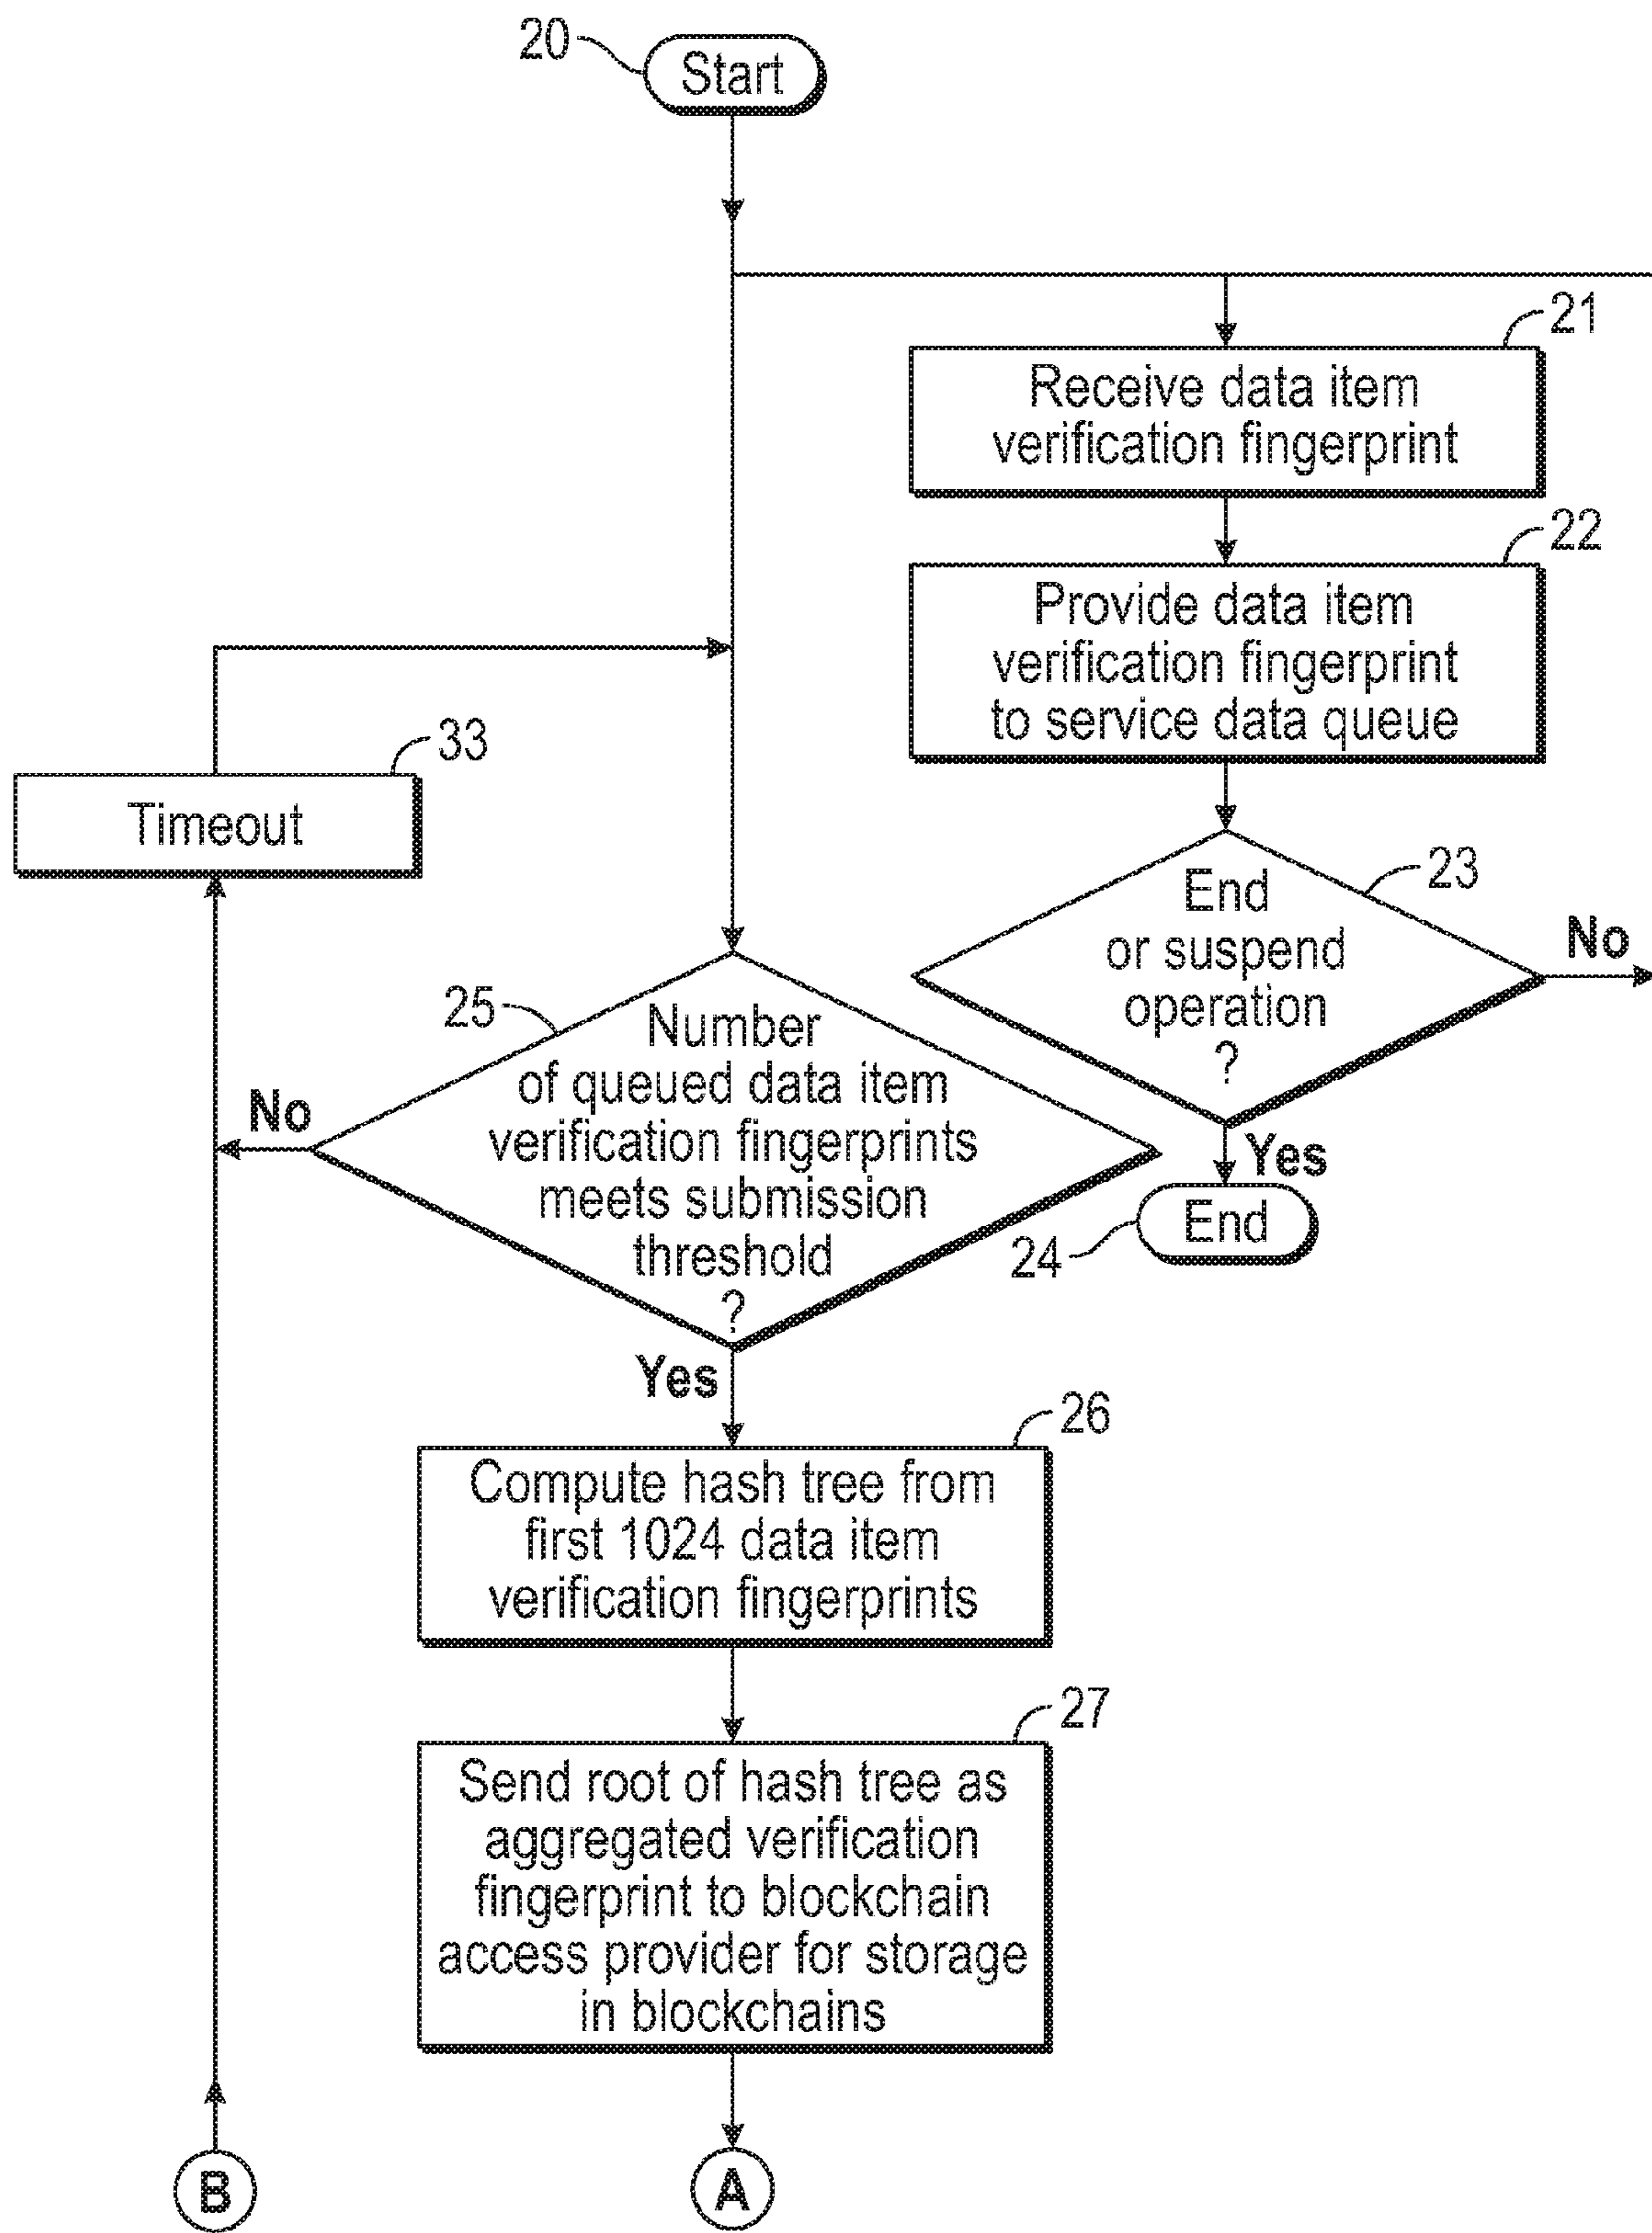 20
Start
21
Receive data item
verification fingerprint
22
Provide data item
verification fingerprint
to service data queue
33
Timeout
23
End
or suspend
operation
?
No
Yes
End
24
25
Number
of queued data item
verification fingerprints
meets submission
threshold
?
No
Yes
26
Compute hash tree from
first 1024 data item
verification fingerprints
27
Send root of hash tree as
aggregated verification
fingerprint to blockchain
access provider for storage
in blockchains
B
A